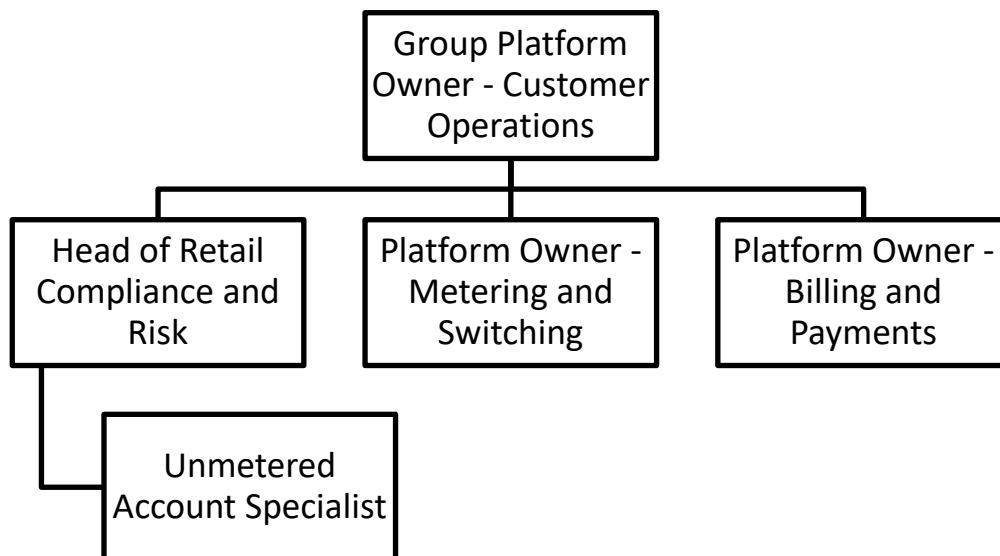 Group Platform
Owner - Customer
Operations
Head of Retail
Compliance and
Risk
Platform Owner -
Metering and
Switching
Platform Owner -
Billing and
Payments
Unmetered
Account Specialist